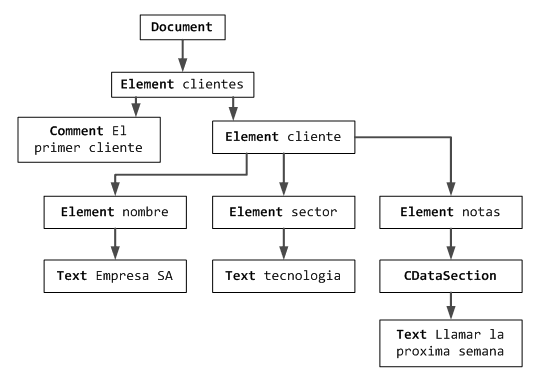 Document
Element clientes
Comment El
primer cliente
Element cliente
Element nombre
Element sector
Element notas
Text Empresa SA
Text tecnologia
CDataSection
Text Llamar la
proxima semana